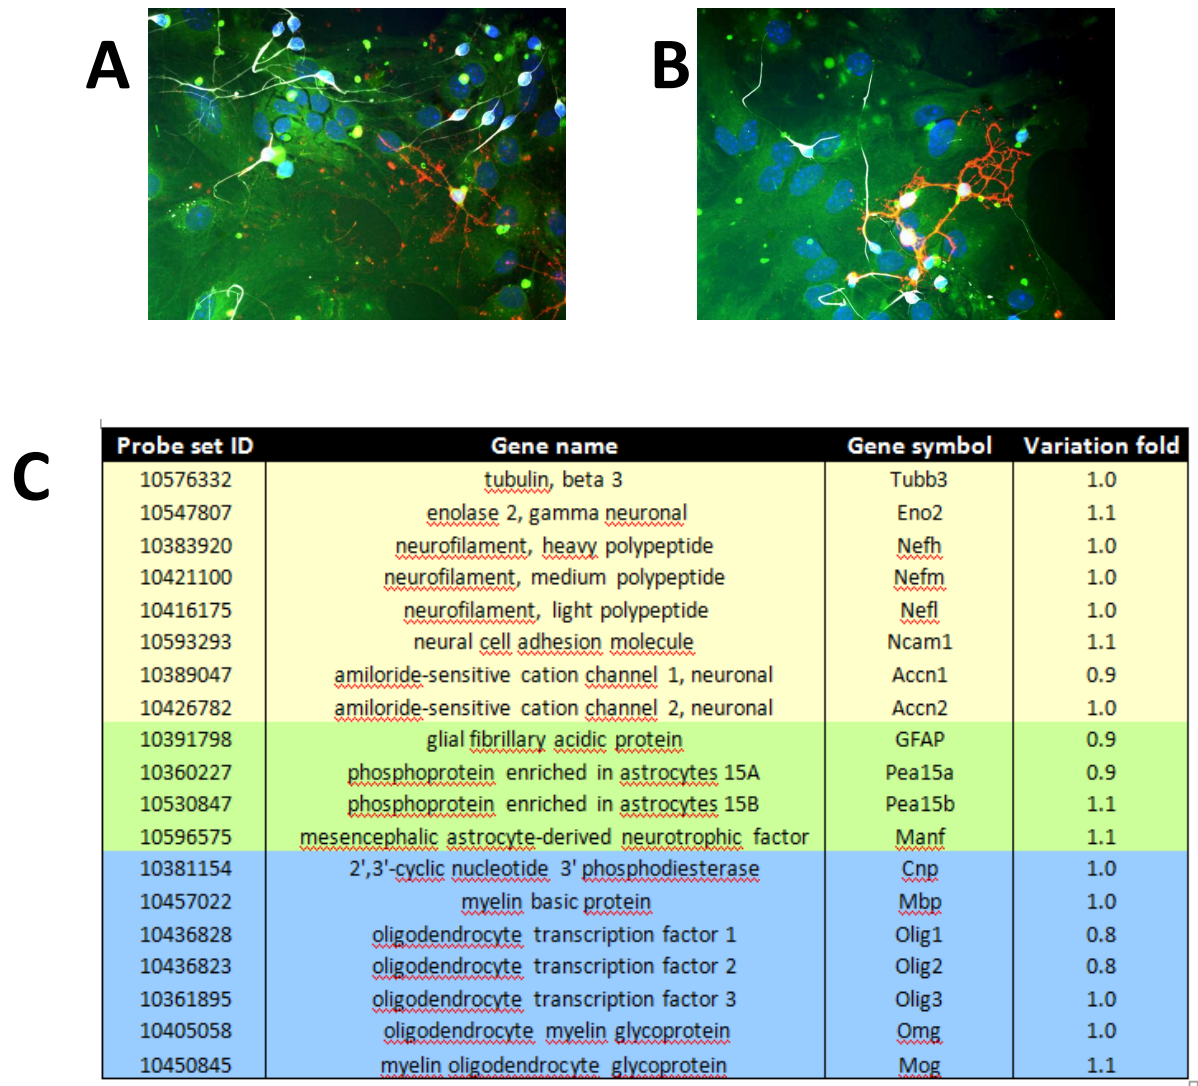 A
B
C
Probe set ID Gene name Gene symbol Variation fold
10576332 tubulin, beta 3 Tubb3 1.0
10547807 enolase 2, gamma neuronal Eno2 1.1
10383920 neurofilament, heavy polypeptide Nefh 1.0
10421100 neurofilament, medium polypeptide Nefm 1.0
10416175 neurofilament, light polypeptide Nefl 1.0
10593293 neural cell adhesion molecule Ncam1 1.1
10389047 amiloride-sensitive cation channel 1, neuronal Accn1 0.9
10426782 amiloride-sensitive cation channel 2, neuronal Accn2 1.0
10391798 glial fibrillary acidic protein GFAP 0.9
10360227 phosphoprotein enriched in astrocytes 15A Pea15a 0.9
10530847 phosphoprotein enriched in astrocytes 15B Pea15b 1.1
10596575 mesencephalic astrocyte-derived neurotrophic factor Manf 1.1
10381154 2',3'-cyclic nucleotide 3' phosphodiesterase Cnp 1.0
10457022 myelin basic protein Mbp 1.0
10436828 oligodendrocyte transcription factor 1 Olig1 0.8
10436823 oligodendrocyte transcription factor 2 Olig2 0.8
10361895 oligodendrocyte transcription factor 3 Olig3 1.0
10405058 oligodendrocyte myelin glycoprotein Omg 1.0
10450845 myelin oligodendrocyte glycoprotein Mog 1.1